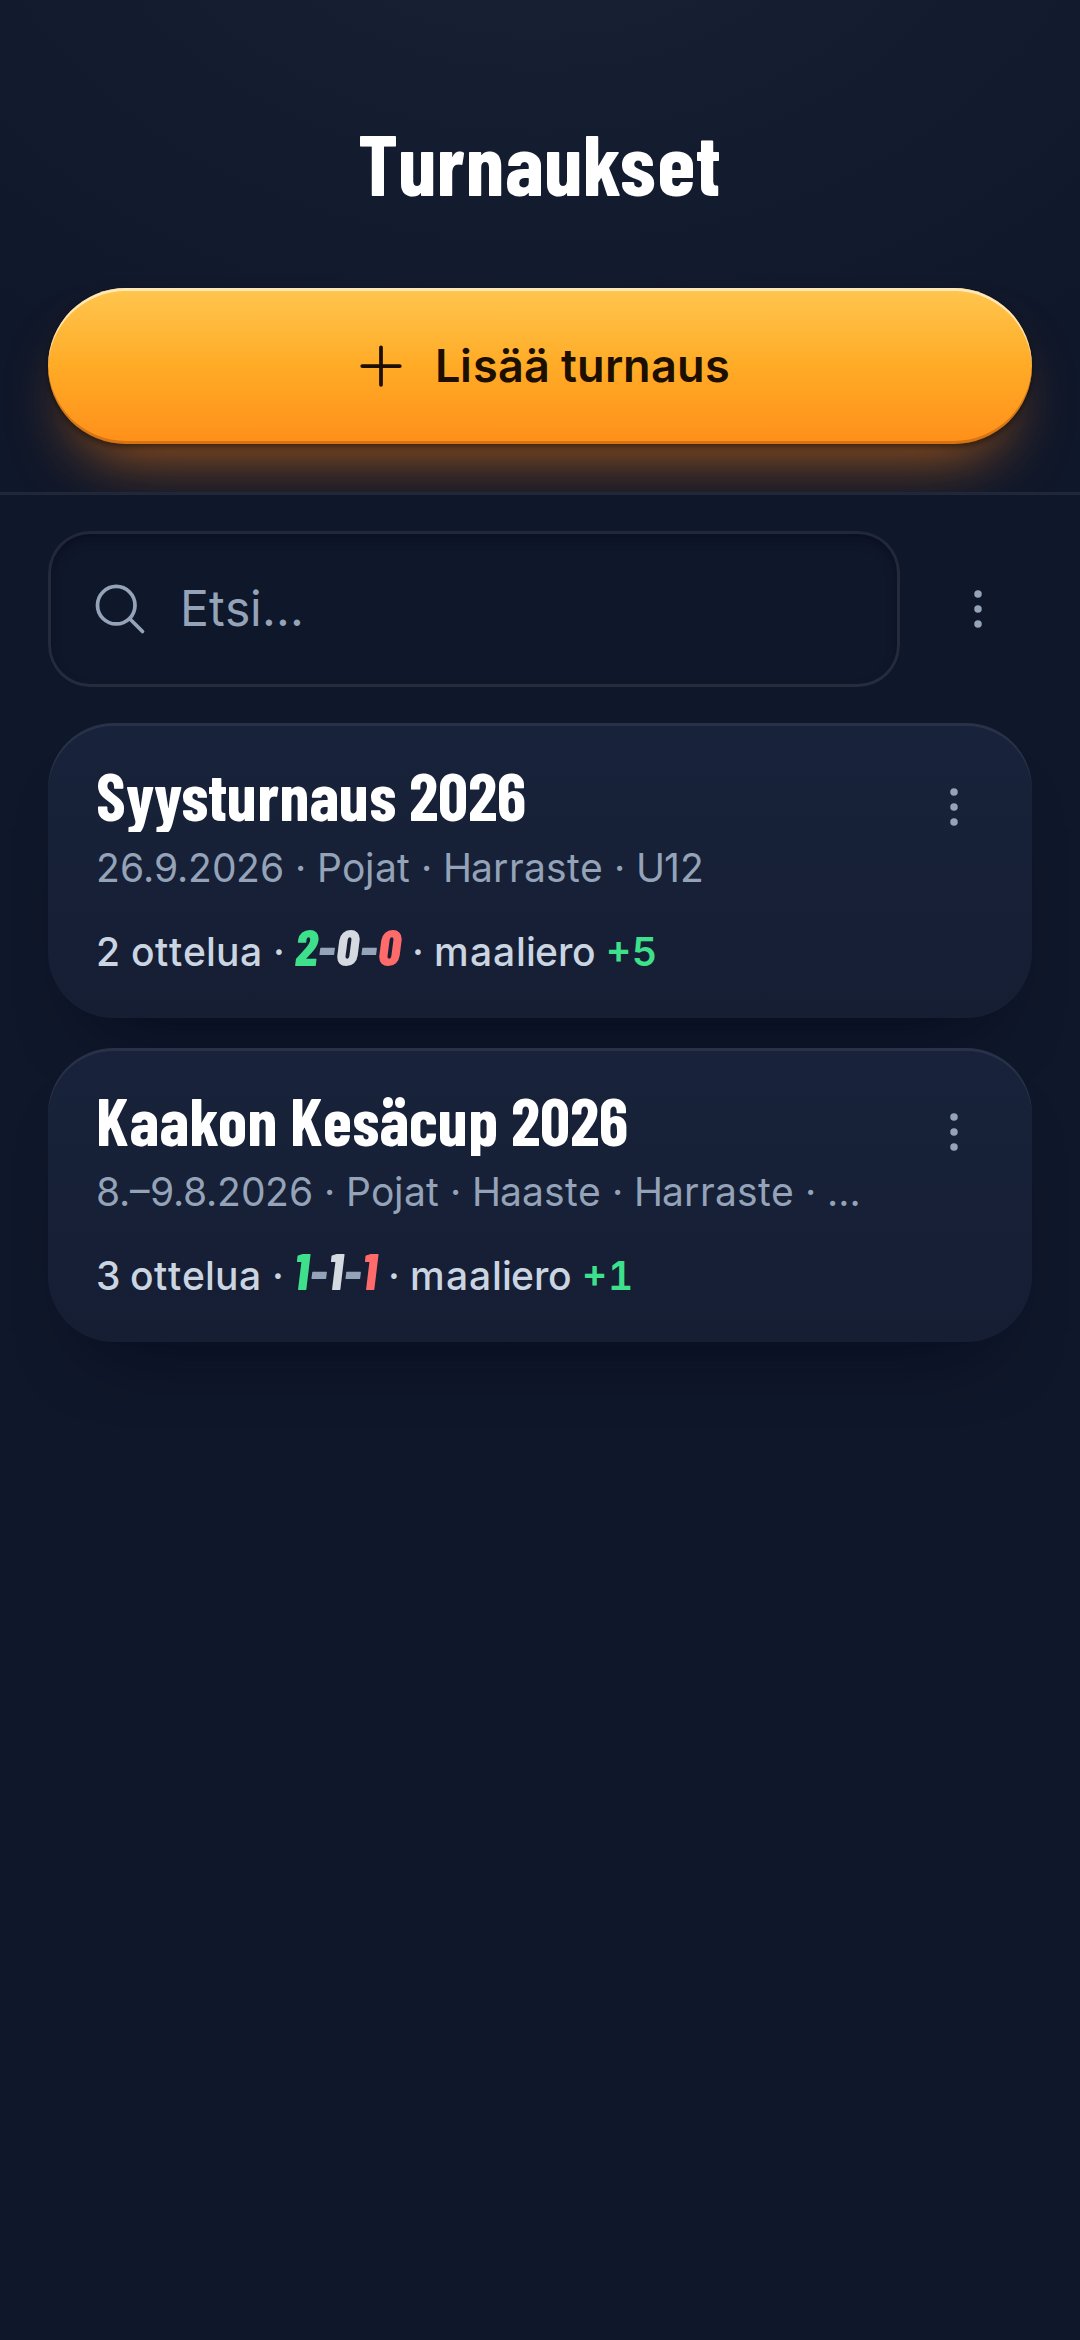 Turnaukset
Lisää turnaus
Etsi...
Syysturnaus 2026
26.9.2026 · Pojat · Harraste · U12
2 ottelua · 2-0-0 · maaliero +5
Kaakon Kesäcup 2026
8.–9.8.2026 · Pojat · Haaste · Harraste · ...
3 ottelua · 1-1-1 · maaliero +1